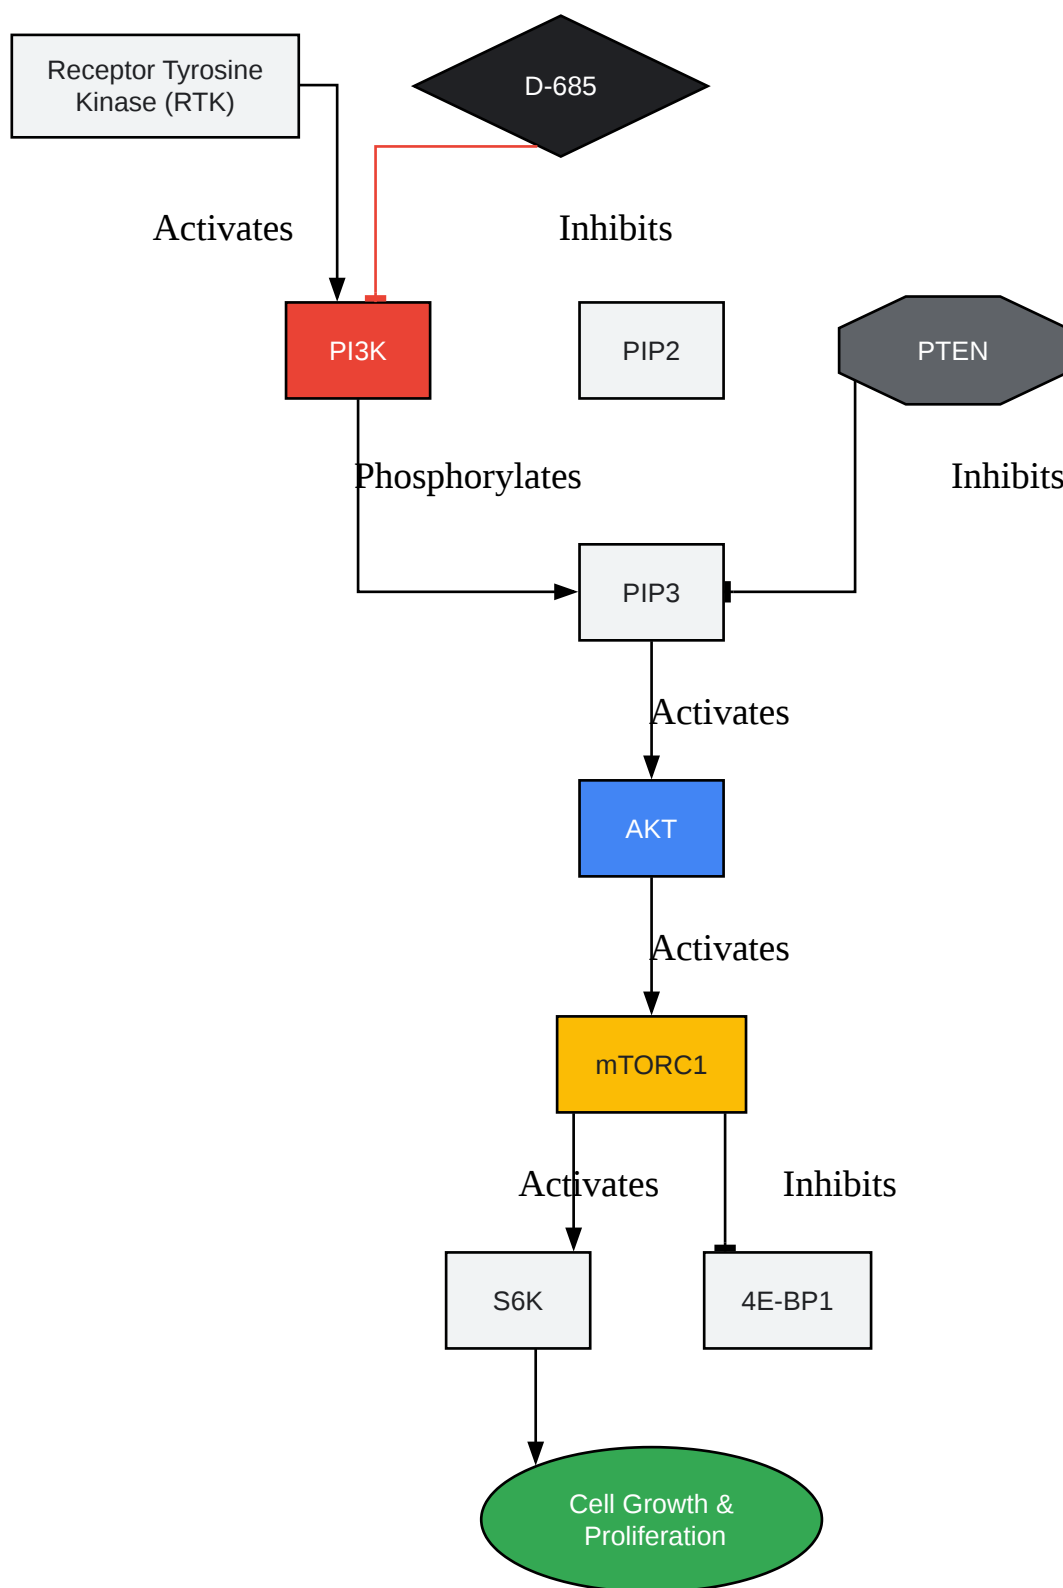 Receptor Tyrosine
Kinase (RTK)
D-685
Activates
Inhibits
PI3K
PIP2
PTEN
Phosphorylates
Inhibits
PIP3
Activates
AKT
Activates
mTORC1
Activates
Inhibits
S6K
4E-BP1
Cell Growth &
Proliferation